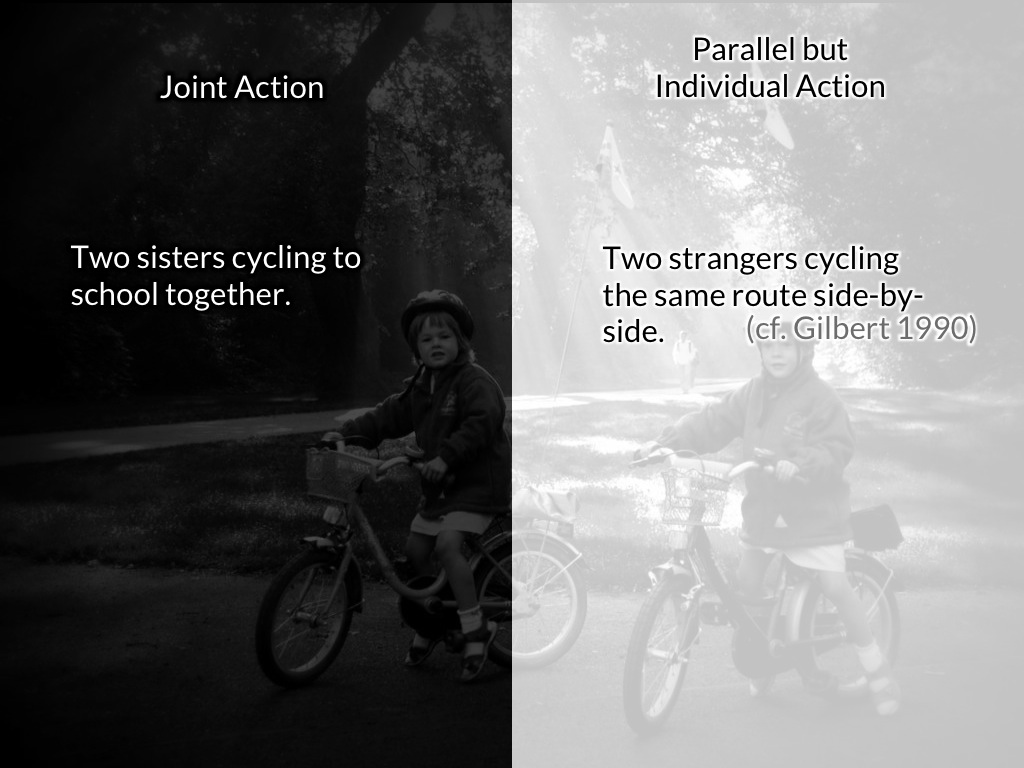 Joint Action
Two sisters cycling to
school together.
Parallel but
Individual Action
Two strangers cycling
the same route side-by-
side.
(cf. Gilbert 1990)